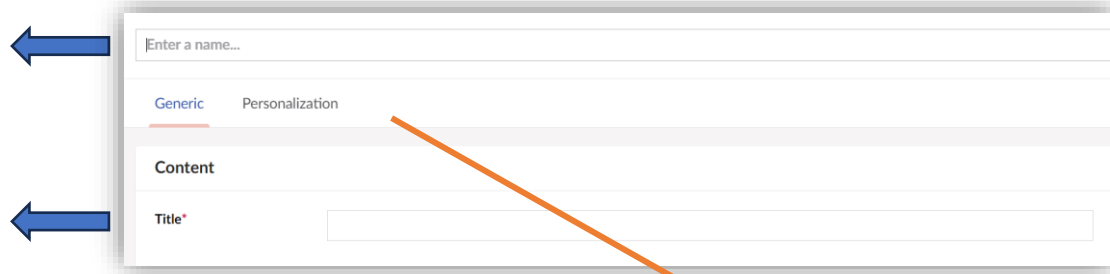 Enter a name...
Generic Personalization
Content
Title*